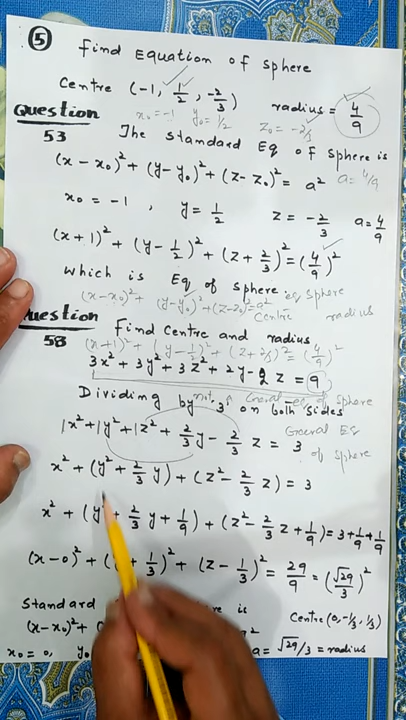 ⑤ Find Equation of sphere
Centre (-1, 1/2, -2/3) radius = 4/9
Question 53
x₀ = -1 y₀ = 1/2 z₀ = -2/3
The standard Eq of sphere is
(x - x₀)² + (y - y₀)² + (z - z₀)² = a² a = 4/9
x₀ = -1 , y = 1/2 z = -2/3 a = 4/9
(x + 1)² + (y - 1/2)² + (z + 2/3)² = (4/9)²
which is Eq of sphere.
(x - x₀)² + (y - y₀)² + (z - z₀)² = a² eq sphere
Centre radius
Question 58
Find Centre and radius
(x + 1)² + (y - 1/2)² + (z + 2/3)² = (4/9)²
3x² + 3y² + 3z² + 2y - 2z = 9
not General Eq of sphere
Dividing by 3 on both sides
1x² + 1y² + 1z² + 2/3 y - 2/3 z = 3
General Eq of sphere
x² + (y² + 2/3 y) + (z² - 2/3 z) = 3
x² + (y² + 2/3 y + 1/9) + (z² - 2/3 z + 1/9) = 3 + 1/9 + 1/9
(x - 0)² + ( + 1/3)² + (z - 1/3)² = 29/9 = (√29/3)²
Standard is
Centre (0, -1/3, 1/3)
(x - x₀)² + a²
x₀ = 0, y₀ a = √29/3 = radius